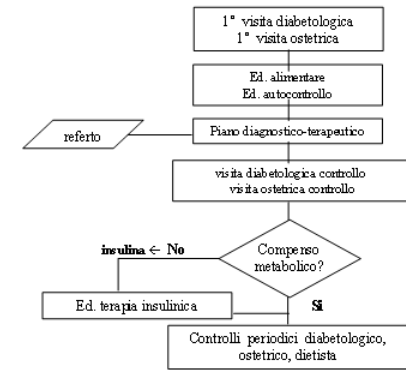 1° visita diabetologica
1° visita ostetrica
Ed. alimentare
Ed. autocontrollo
referto
Piano diagnostico-terapeutico
visita diabetologica controllo
visita ostetrica controllo
insulina ← No
Compenso
metabolico?
Ed. terapia insulinica
Si
Controlli periodici diabetologico,
ostetrico, dietista